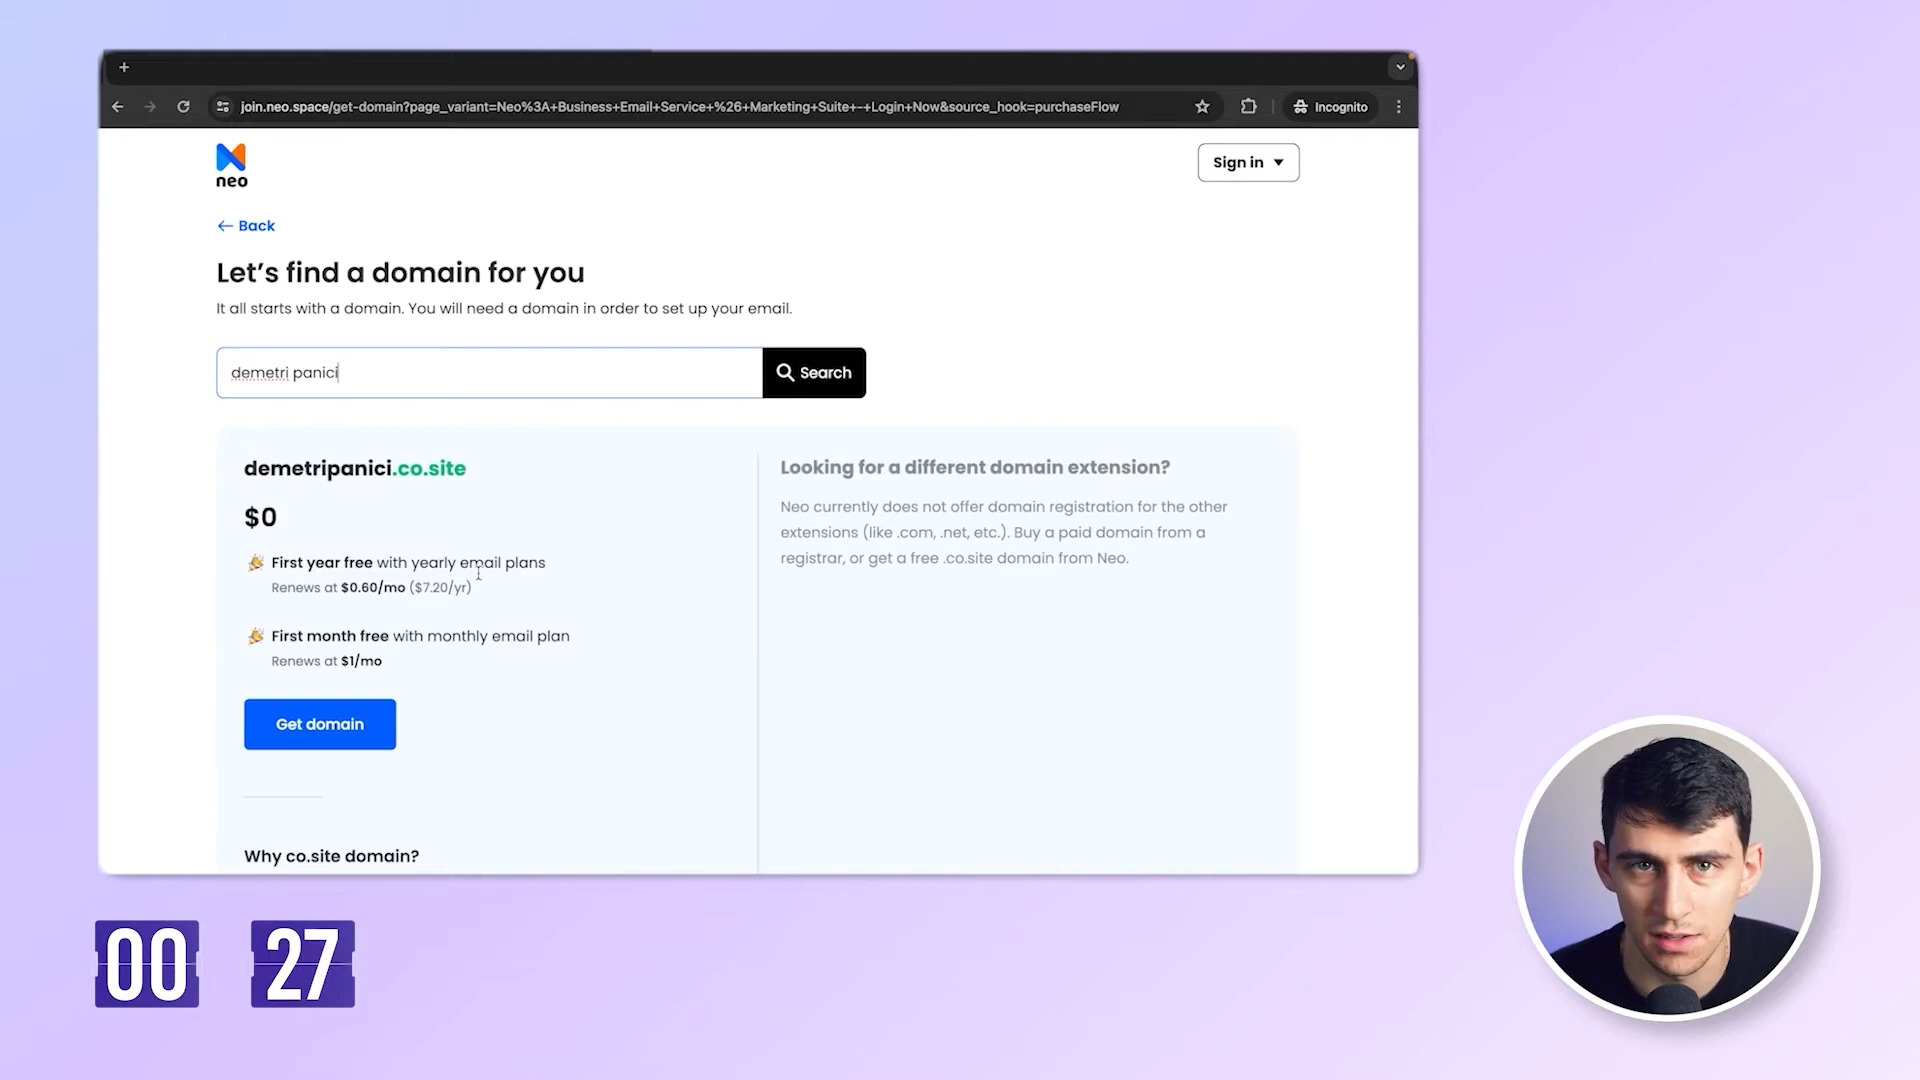 join.neo.space/get-domain?page_variant=Neo%3A+Business+Email+Service+%26+Marketing+Suite+-+Login+Now&source_hook=purchaseFlow
Incognito
neo
Sign in
Back
Let's find a domain for you
It all starts with a domain. You will need a domain in order to set up your email.
demetri panici
Search
demetripanici.co.site
$0
First year free with yearly email plans
Renews at $0.60/mo ($7.20/yr)
First month free with monthly email plan
Renews at $1/mo
Get domain
Why co.site domain?
Looking for a different domain extension?
Neo currently does not offer domain registration for the other
extensions (like .com, .net, etc.). Buy a paid domain from a
registrar, or get a free .co.site domain from Neo.
00 27